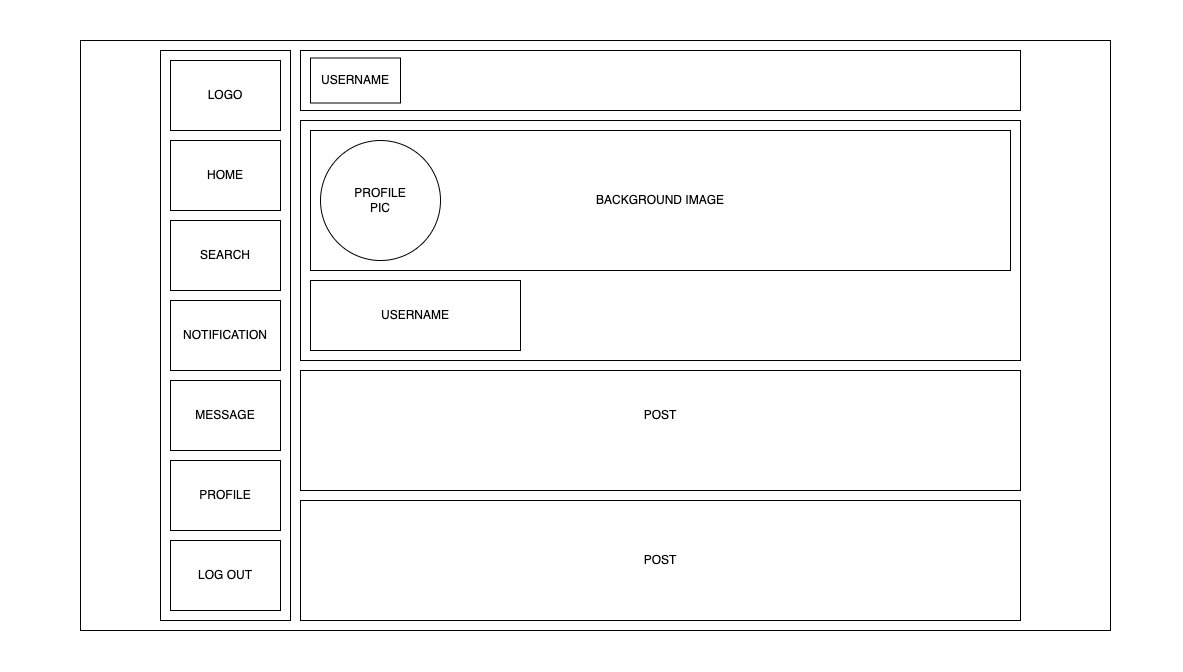 LOGO
HOME
SEARCH
NOTIFICATION
MESSAGE
PROFILE
LOG OUT
USERNAME
PROFILE
PIC
BACKGROUND IMAGE
USERNAME
POST
POST